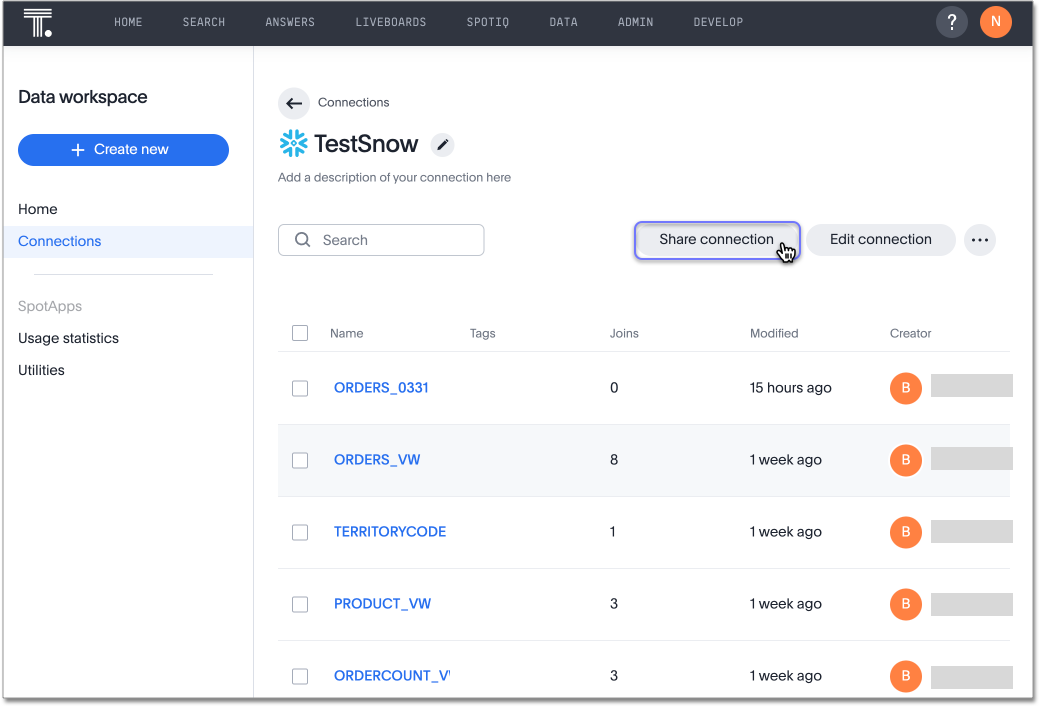 HOME SEARCH ANSWERS LIVEBOARDS SPOTIQ DATA ADMIN DEVELOP ? N
Data workspace
+ Create new
Home
Connections
SpotApps
Usage statistics
Utilities
Connections
TestSnow
Add a description of your connection here
Search Share connection Edit connection ...
Name Tags Joins Modified Creator
ORDERS_0331 0 15 hours ago B
ORDERS_VW 8 1 week ago B
TERRITORYCODE 1 1 week ago B
PRODUCT_VW 3 1 week ago B
ORDERCOUNT_V 3 1 week ago B